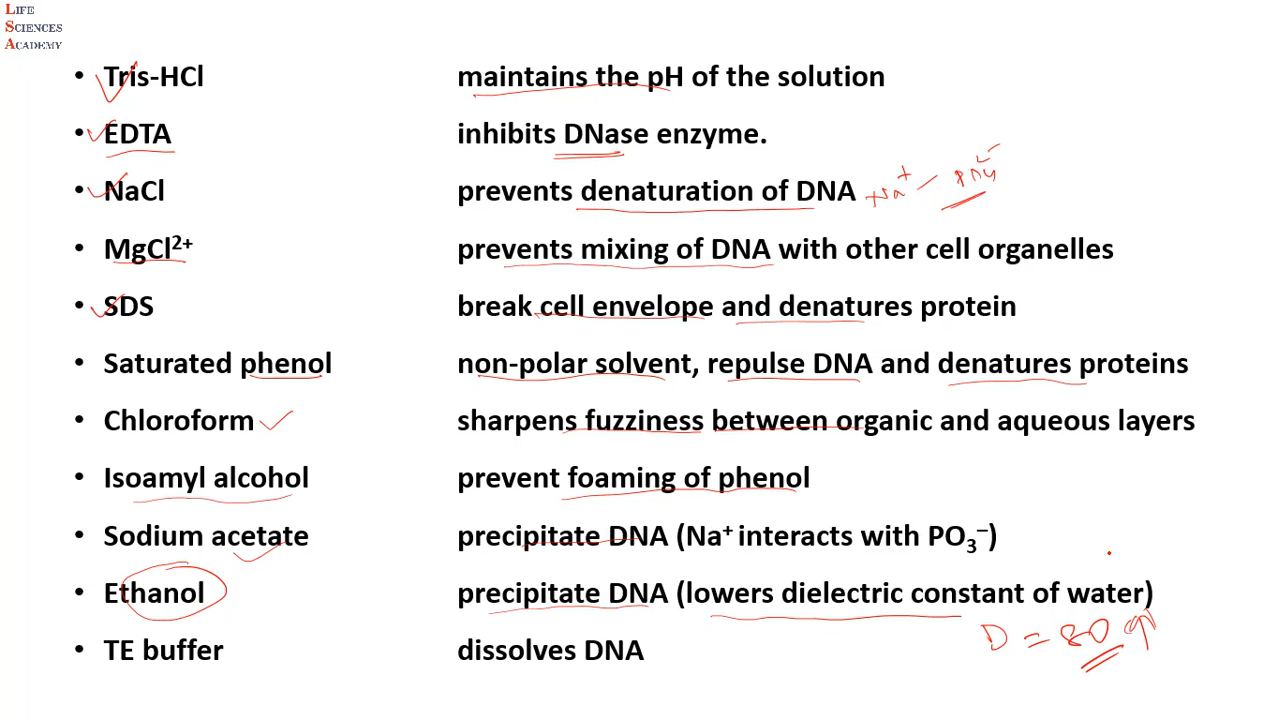 LIFE
SCIENCES
ACADEMY
• Tris-HCl maintains the pH of the solution
• EDTA inhibits DNase enzyme.
• NaCl prevents denaturation of DNA Na⁺ –
• MgCl²⁺ prevents mixing of DNA with other cell organelles
• SDS break cell envelope and denatures protein
• Saturated phenol non-polar solvent, repulse DNA and denatures proteins
• Chloroform sharpens fuzziness between organic and aqueous layers
• Isoamyl alcohol prevent foaming of phenol
• Sodium acetate precipitate DNA (Na⁺ interacts with PO₃⁻)
• Ethanol precipitate DNA (lowers dielectric constant of water)
D = 80
• TE buffer dissolves DNA